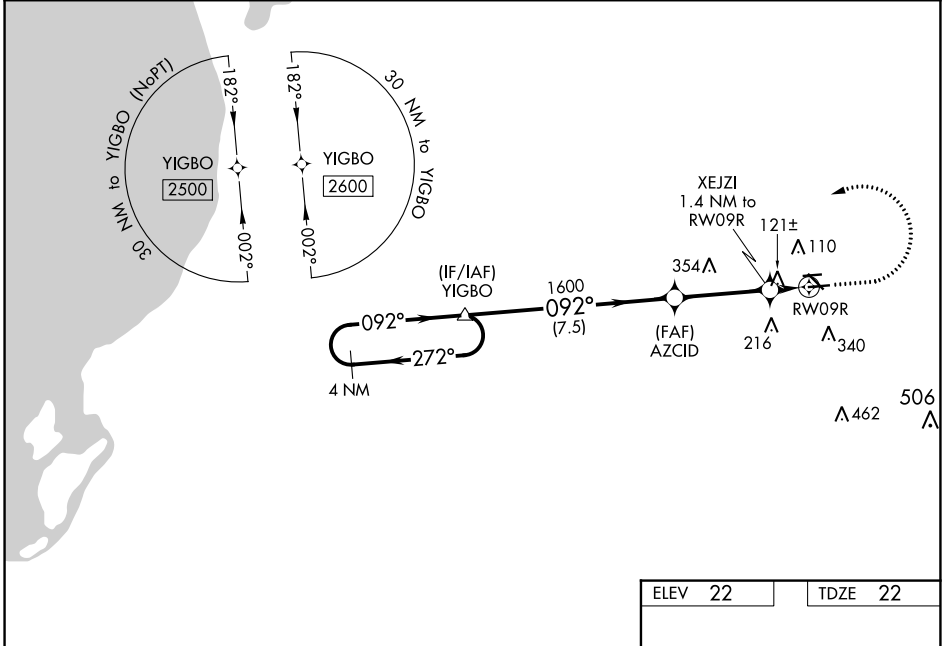 30 NM to YIGBO (NoPT)
182°
YIGBO
2500
002°
182°
YIGBO
2600
002°
30 NM to YIGBO
XEJZI
1.4 NM to
RW09R
121±
110
354
(IF/IAF)
YIGBO
1600
092°
(7.5)
092°
272°
4 NM
(FAF)
AZCID
216
RW09R
340
462
506
ELEV 22
TDZE 22